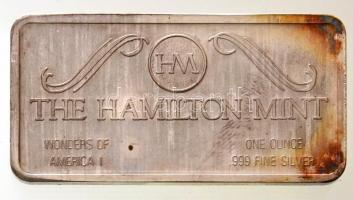 HM
THE HAMILTON MINT
WONDERS OF
AMERICA I
ONE OUNCE
.999 FINE SILVER